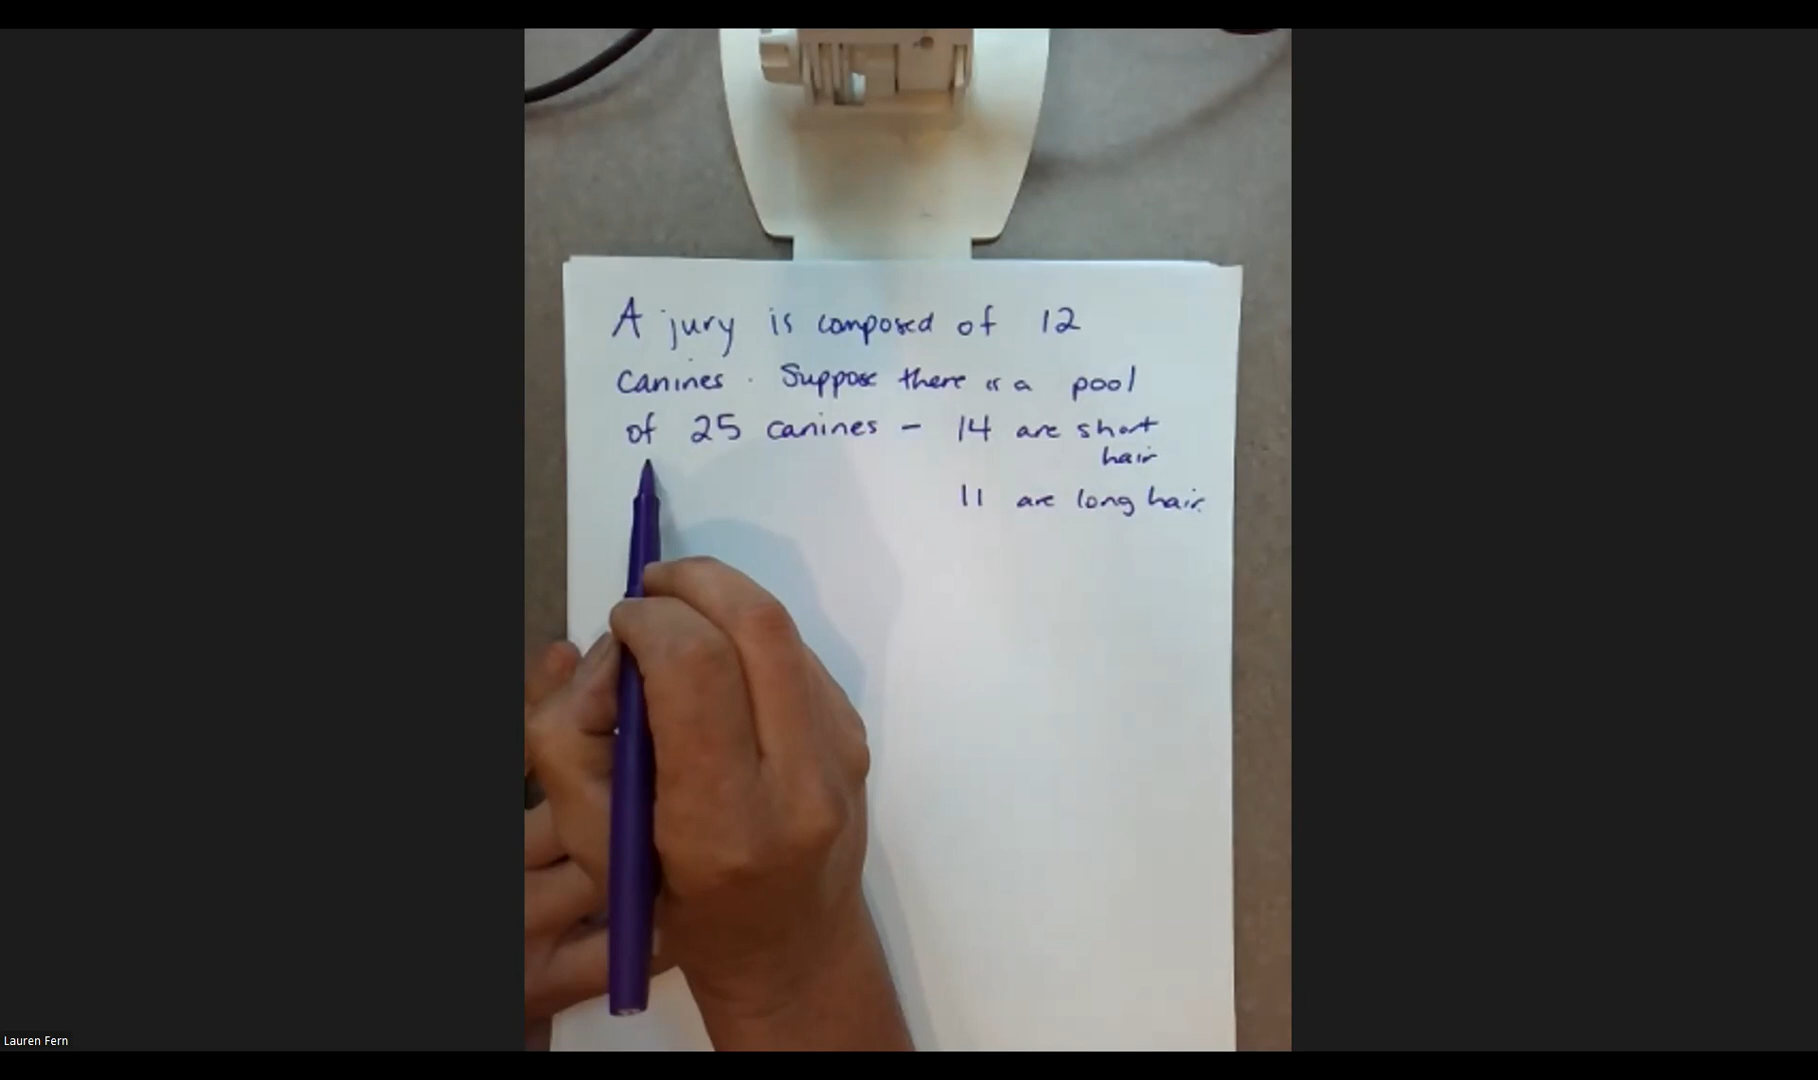 A jury is composed of 12
canines. Suppose there is a pool
of 25 canines - 14 are short
hair
11 are long hair.
Lauren Fern